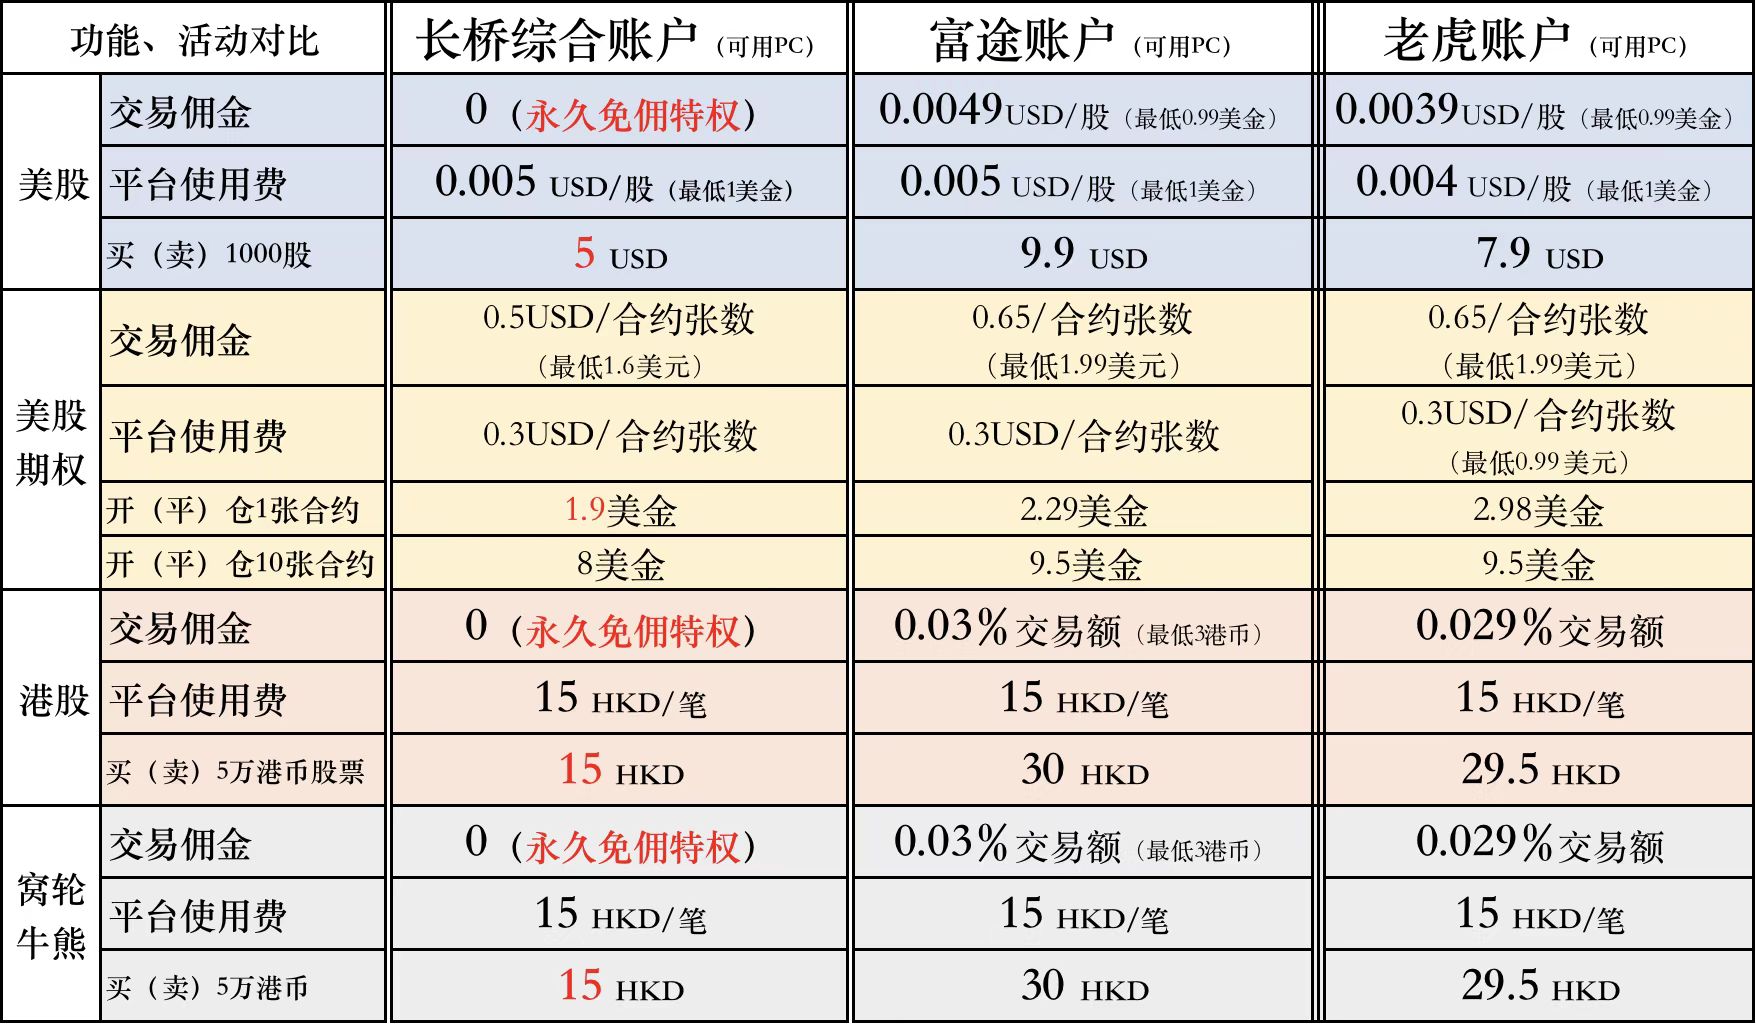 功能、活动对比
长桥综合账户（可用PC）
富途账户（可用PC）
老虎账户（可用PC）
美股
交易佣金
0（永久免佣特权）
0.0049USD/股（最低0.99美金）
0.0039USD/股（最低0.99美金）
平台使用费
0.005 USD/股（最低1美金）
0.005 USD/股（最低1美金）
0.004 USD/股（最低1美金）
买（卖）1000股
5 USD
9.9 USD
7.9 USD
美股
期权
交易佣金
0.5USD/合约张数
（最低1.6美元）
0.65/合约张数
（最低1.99美元）
0.65/合约张数
（最低1.99美元）
平台使用费
0.3USD/合约张数
0.3USD/合约张数
0.3USD/合约张数
（最低0.99美元）
开（平）仓1张合约
1.9美金
2.29美金
2.98美金
开（平）仓10张合约
8美金
9.5美金
9.5美金
港股
交易佣金
0（永久免佣特权）
0.03%交易额（最低3港币）
0.029%交易额
平台使用费
15 HKD/笔
15 HKD/笔
15 HKD/笔
买（卖）5万港币股票
15 HKD
30 HKD
29.5 HKD
窝轮
牛熊
交易佣金
0（永久免佣特权）
0.03%交易额（最低3港币）
0.029%交易额
平台使用费
15 HKD/笔
15 HKD/笔
15 HKD/笔
买（卖）5万港币
15 HKD
30 HKD
29.5 HKD